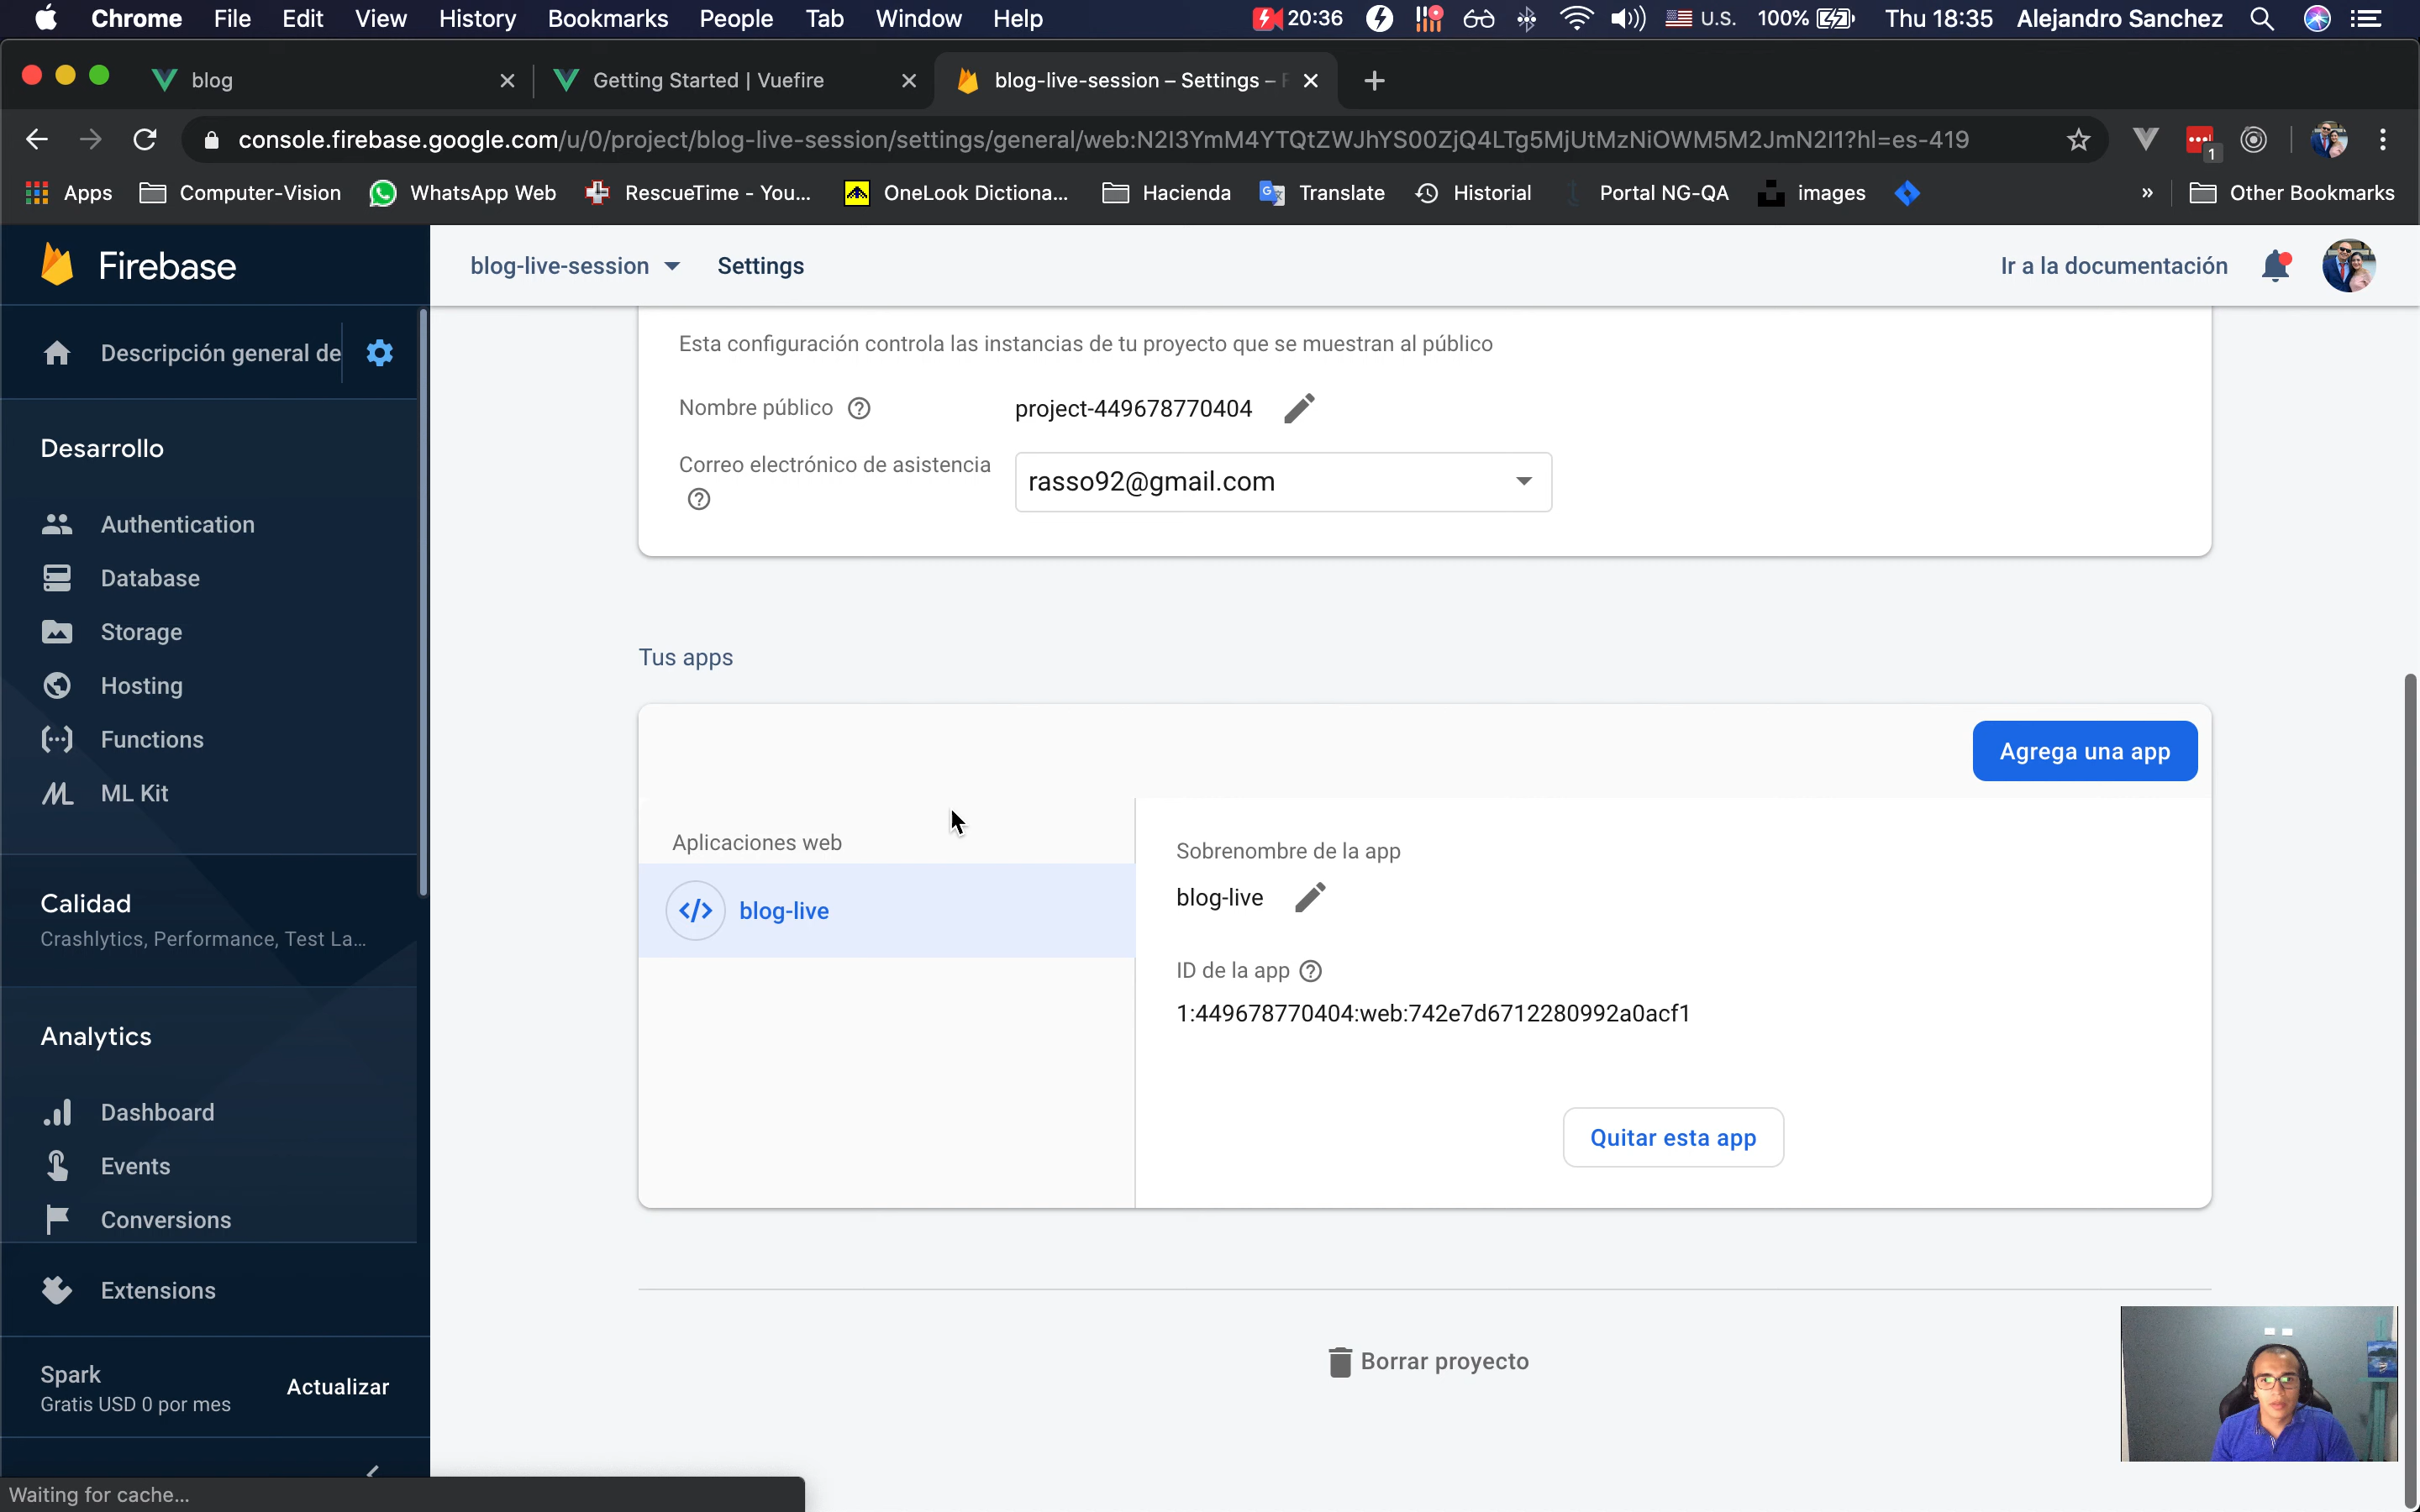 Chrome File Edit View History Bookmarks People Tab Window Help 20:36 U.S. 100% Thu 18:35 Alejandro Sanchez
blog
Getting Started | Vuefire
blog-live-session – Settings –
console.firebase.google.com/u/0/project/blog-live-session/settings/general/web:N2I3YmM4YTQtZWJhYS00ZjQ4LTg5MjUtMzNiOWM5M2JmN2I1?hl=es-419
1
Apps Computer-Vision WhatsApp Web RescueTime - You... OneLook Dictiona... Hacienda Translate Historial Portal NG-QA images » Other Bookmarks
Firebase
blog-live-session Settings Ir a la documentación
Descripción general de
Desarrollo
Authentication
Database
Storage
Hosting
Functions
ML Kit
Calidad
Crashlytics, Performance, Test La...
Analytics
Dashboard
Events
Conversions
Extensions
Spark
Gratis USD 0 por mes
Actualizar
Esta configuración controla las instancias de tu proyecto que se muestran al público
Nombre público project-449678770404
Correo electrónico de asistencia rasso92@gmail.com
Tus apps
Agrega una app
Aplicaciones web
blog-live
Sobrenombre de la app
blog-live
ID de la app
1:449678770404:web:742e7d6712280992a0acf1
Quitar esta app
Borrar proyecto
Waiting for cache...